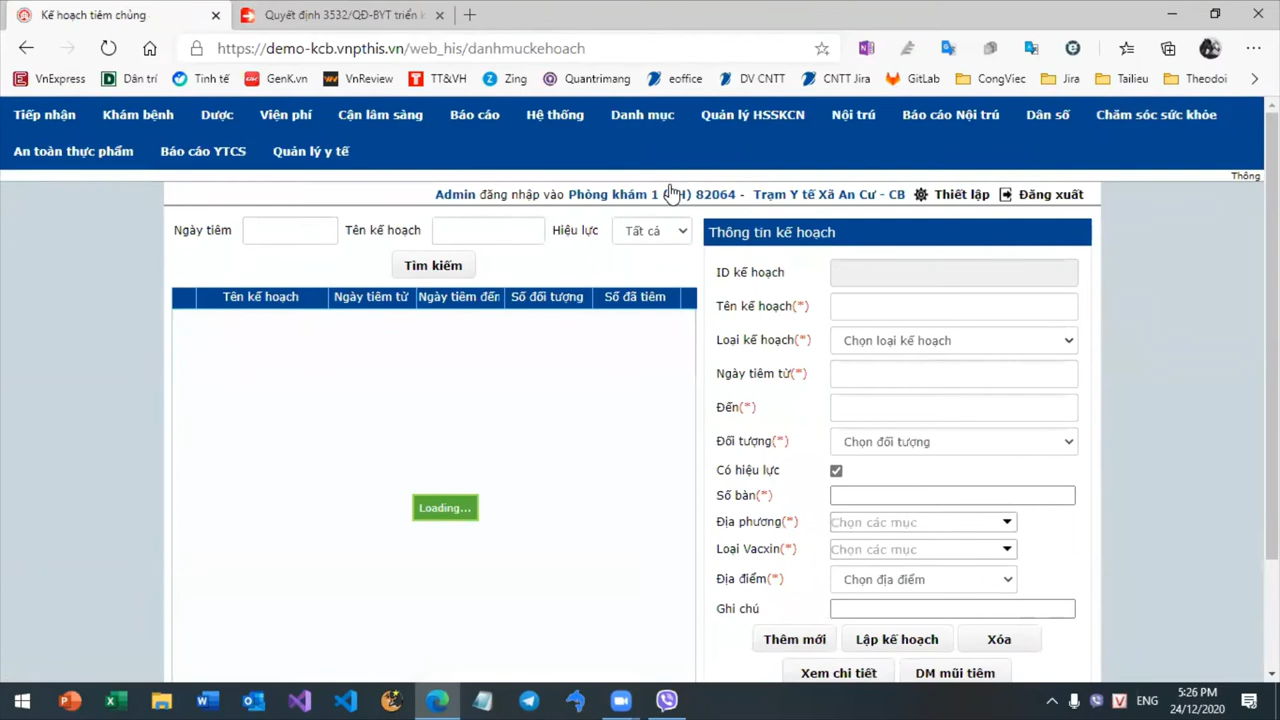 Kế hoạch tiêm chủng
Quyết định 3532/QĐ-BYT triển k
https://demo-kcb.vnpthis.vn/web_his/danhmuckehoach
VnExpress Dân trí Tinh tế GenK.vn VnReview TT&VH Zing Quantrimang eoffice DV CNTT CNTT Jira GitLab CongViec Jira Tailieu Theodoi
Tiếp nhận Khám bệnh Dược Viện phí Cận lâm sàng Báo cáo Hệ thống Danh mục Quản lý HSSKCN Nội trú Báo cáo Nội trú Dân số Chăm sóc sức khỏe
An toàn thực phẩm Báo cáo YTCS Quản lý y tế
Thông
Admin đăng nhập vào Phòng khám 1 82064 - Trạm Y tế Xã An Cư - CB Thiết lập Đăng xuất
Ngày tiêm Tên kế hoạch Hiệu lực Tất cả
Tìm kiếm
Tên kế hoạch Ngày tiêm từ Ngày tiêm đến Số đối tượng Số đã tiêm
Loading...
Thông tin kế hoạch
ID kế hoạch
Tên kế hoạch(*)
Loại kế hoạch(*) Chọn loại kế hoạch
Ngày tiêm từ(*)
Đến(*)
Đối tượng(*) Chọn đối tượng
Có hiệu lực
Số bàn(*)
Địa phương(*) Chọn các mục
Loại Vacxin(*) Chọn các mục
Địa điểm(*) Chọn địa điểm
Ghi chú
Thêm mới Lập kế hoạch Xóa
Xem chi tiết DM mũi tiêm
ENG
5:26 PM
24/12/2020